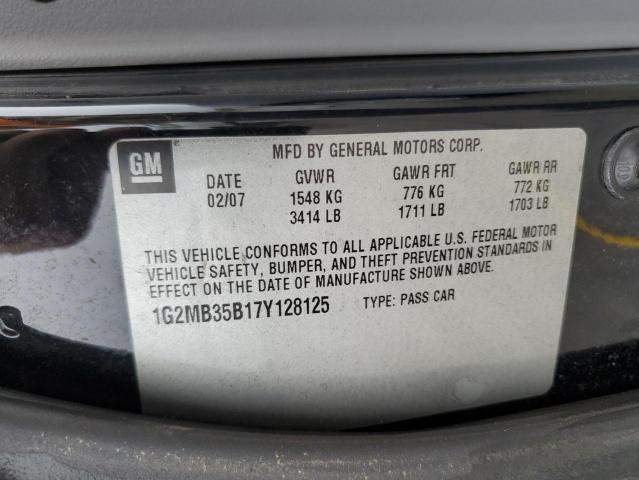 GM
MFD BY GENERAL MOTORS CORP.
DATE GVWR GAWR FRT GAWR RR
02/07 1548 KG 776 KG 772 KG
3414 LB 1711 LB 1703 LB
THIS VEHICLE CONFORMS TO ALL APPLICABLE U.S. FEDERAL MOTOR
VEHICLE SAFETY, BUMPER, AND THEFT PREVENTION STANDARDS IN
EFFECT ON THE DATE OF MANUFACTURE SHOWN ABOVE.
1G2MB35B17Y128125 TYPE: PASS CAR